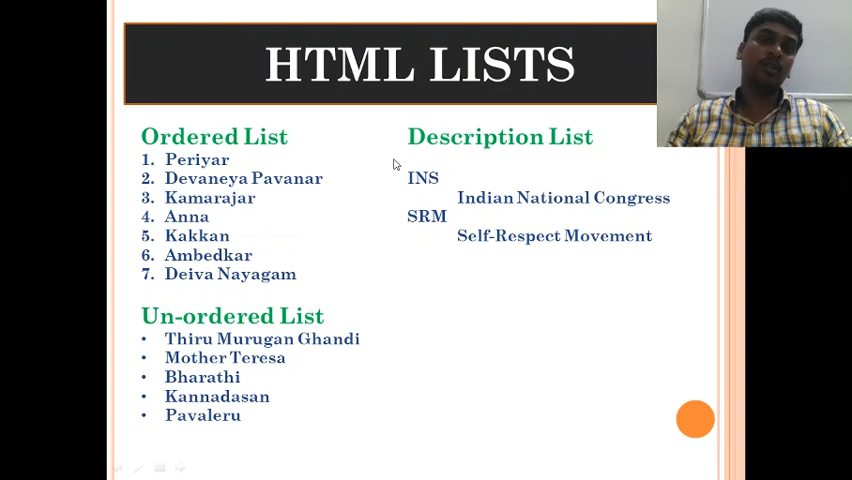 HTML LISTS
Ordered List
1. Periyar
2. Devaneya Pavanar
3. Kamarajar
4. Anna
5. Kakkan
6. Ambedkar
7. Deiva Nayagam
Un-ordered List
• Thiru Murugan Ghandi
• Mother Teresa
• Bharathi
• Kannadasan
• Pavaleru
Description List
INS
Indian National Congress
SRM
Self-Respect Movement